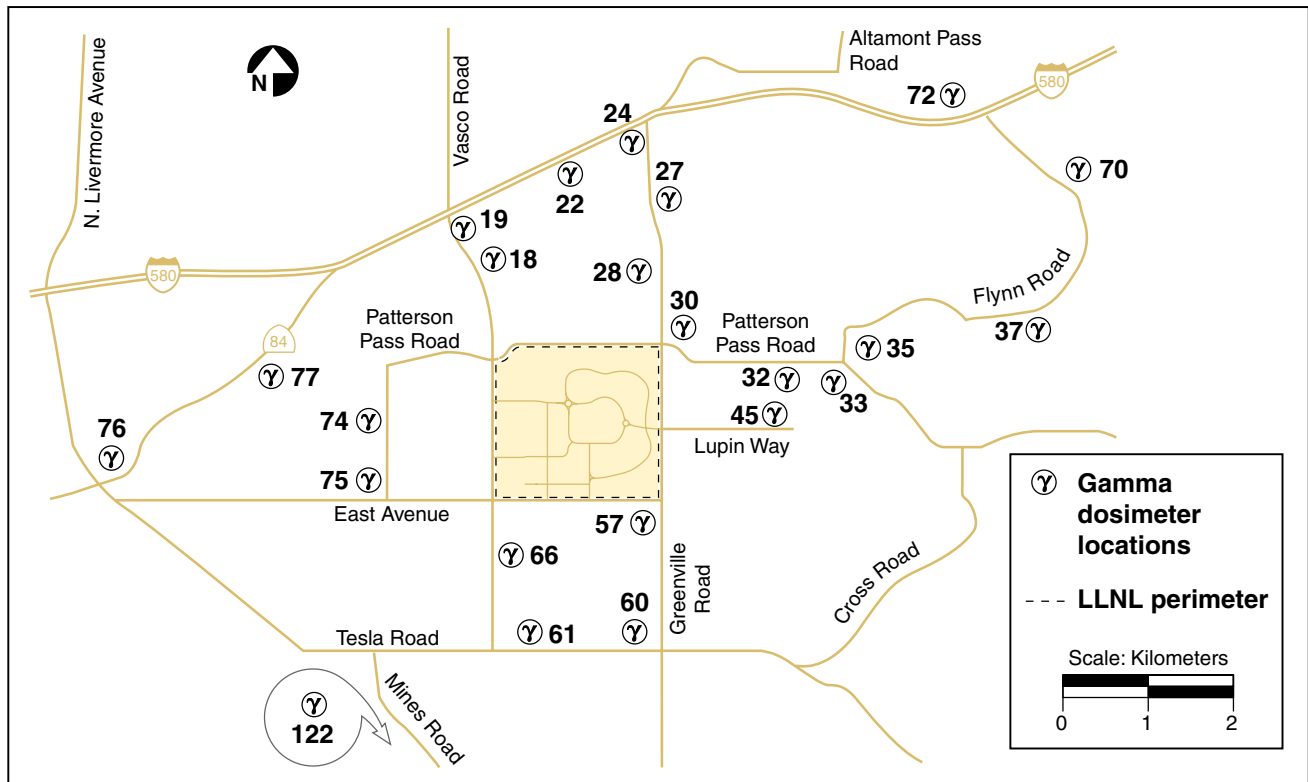 Altamont Pass
Road
N. Livermore Avenue
N
Vasco Road
580
72 γ
24
γ
27
γ
γ
22
γ 70
γ 19
γ 18
580
28 γ
Flynn Road
30
γ
Patterson
Pass Road
Patterson
Pass Road
37 γ
γ 35
84
γ 77
32 γ
γ
33
74 γ
45 γ
Lupin Way
76
γ
75 γ
East Avenue
57 γ
γ 66
Greenville
Road
Cross Road
60
γ
γ 61
Tesla Road
Mines Road
γ
122
γ Gamma
dosimeter
locations
LLNL perimeter
Scale: Kilometers
0 1 2